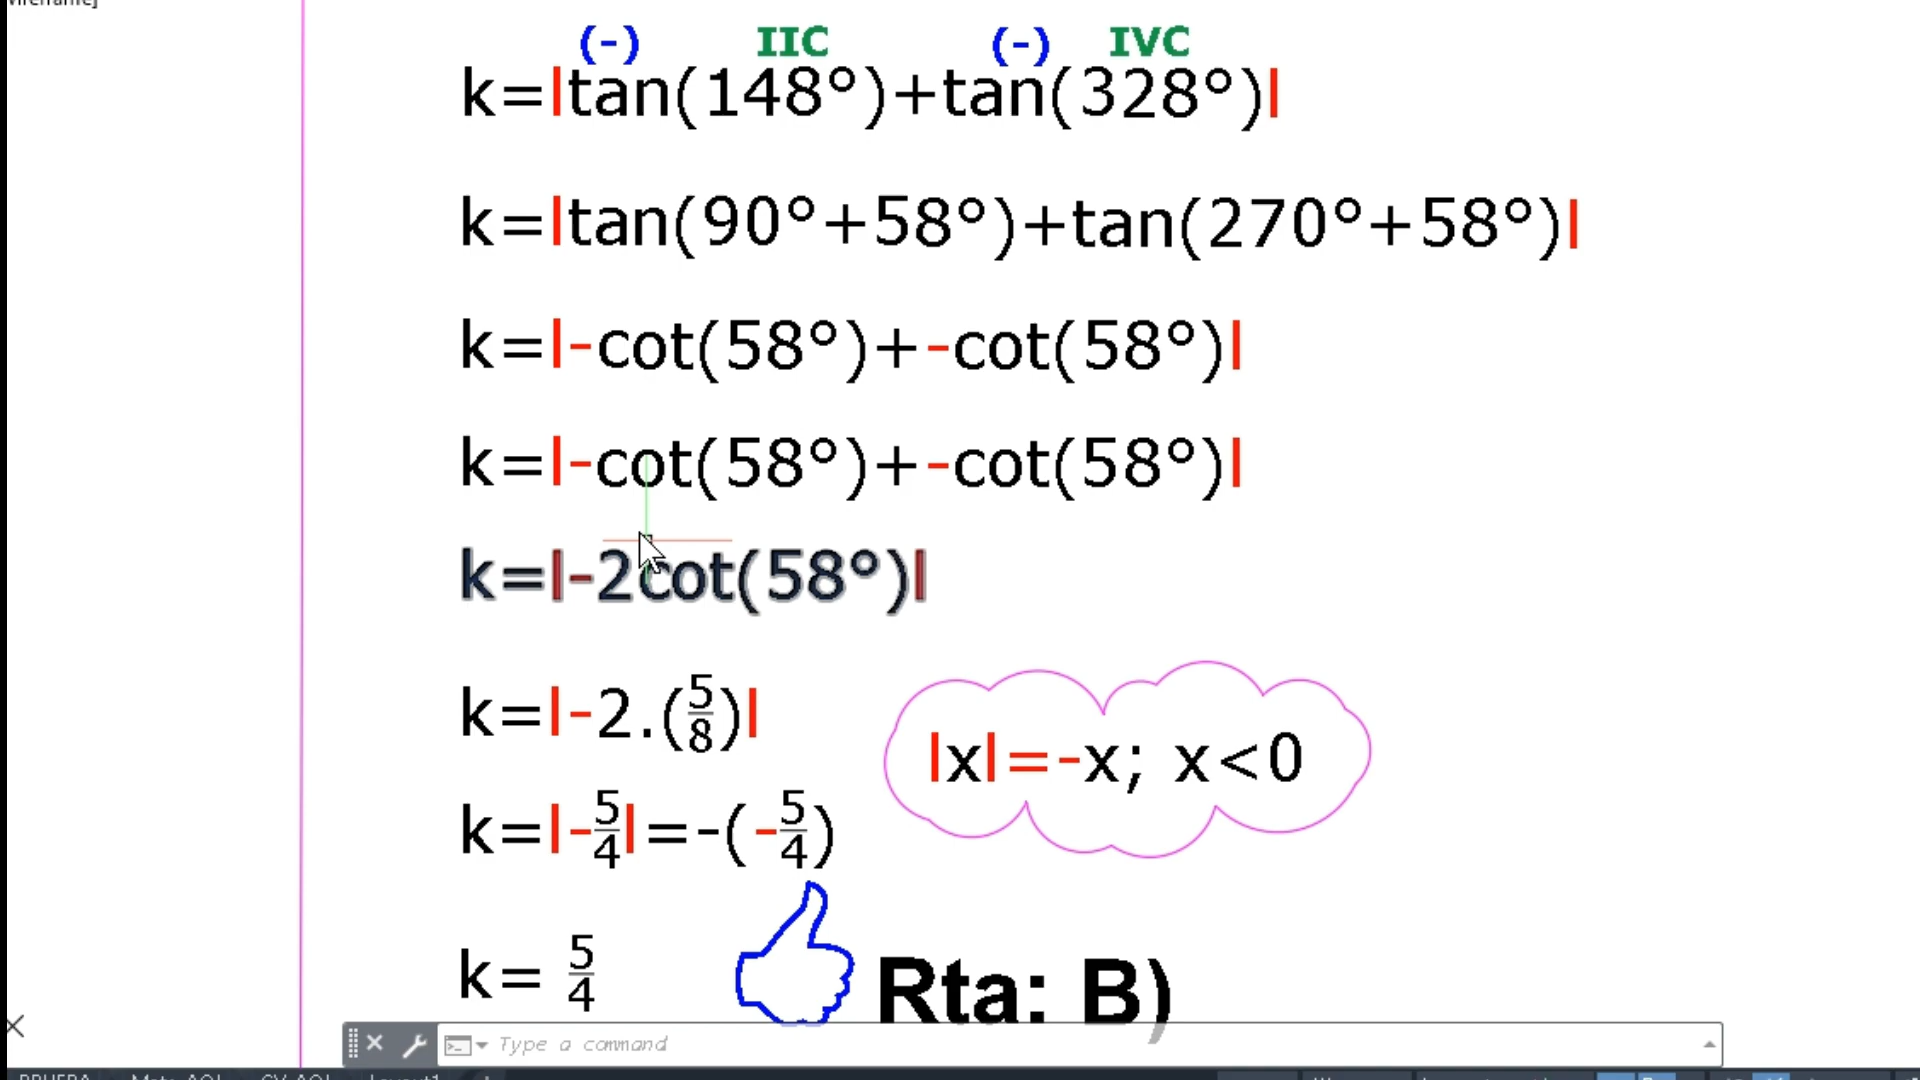 (-) IIC (-) IVC
k=|tan(148°)+tan(328°)|
k=|tan(90°+58°)+tan(270°+58°)|
k=|-cot(58°)+-cot(58°)|
k=|-cot(58°)+-cot(58°)|
k=|-2cot(58°)|
k=|-2.(5/8)|
|x|=-x; x<0
k=|-5/4|=-(-5/4)
k= 5/4
Rta: B)
Type a command